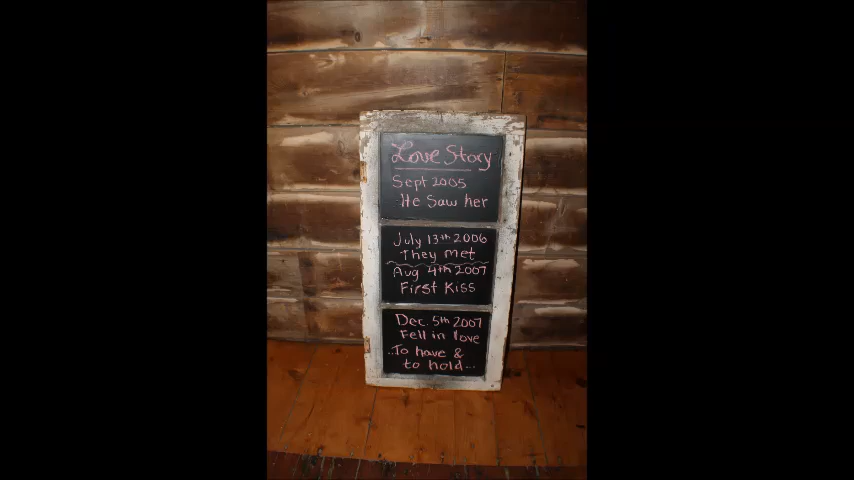 Love Story
Sept 2005
He Saw her
July 13th 2006
They met
Aug 4th 2007
First Kiss
Dec. 5th 2007
Fell in love
..To have &
to hold...